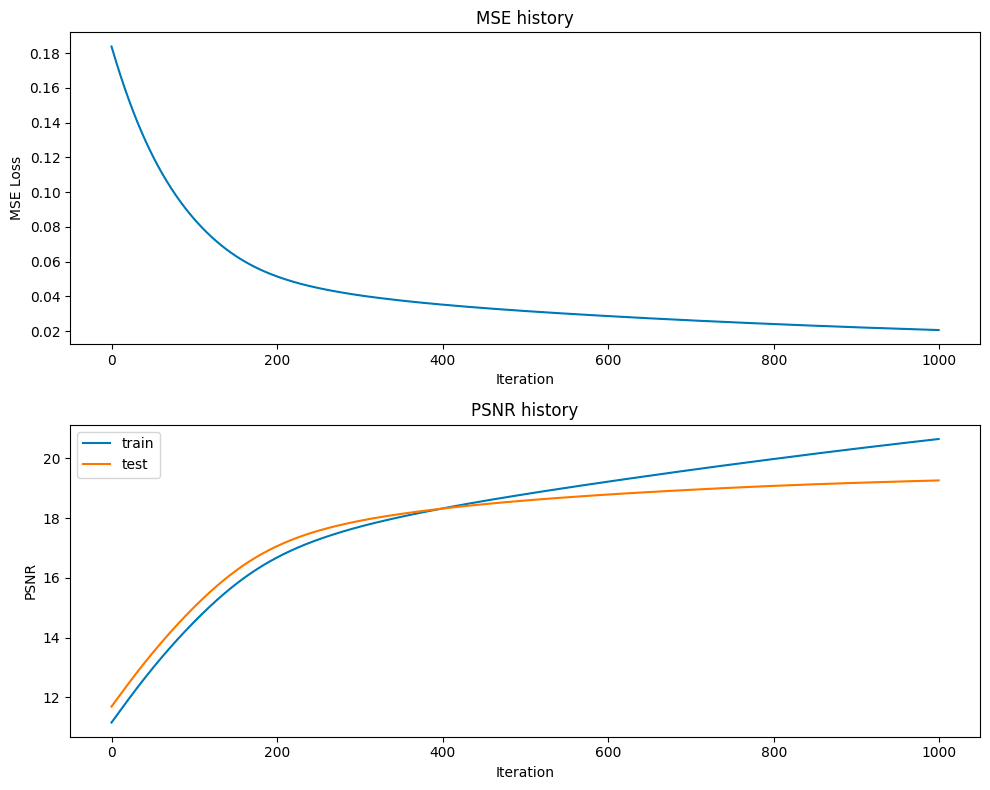 MSE history
0.18
0.16
0.14
0.12
0.10
0.08
0.06
0.04
0.02
MSE Loss
0 200 400 600 800 1000
Iteration
PSNR history
train
test
20
18
16
14
12
PSNR
0 200 400 600 800 1000
Iteration